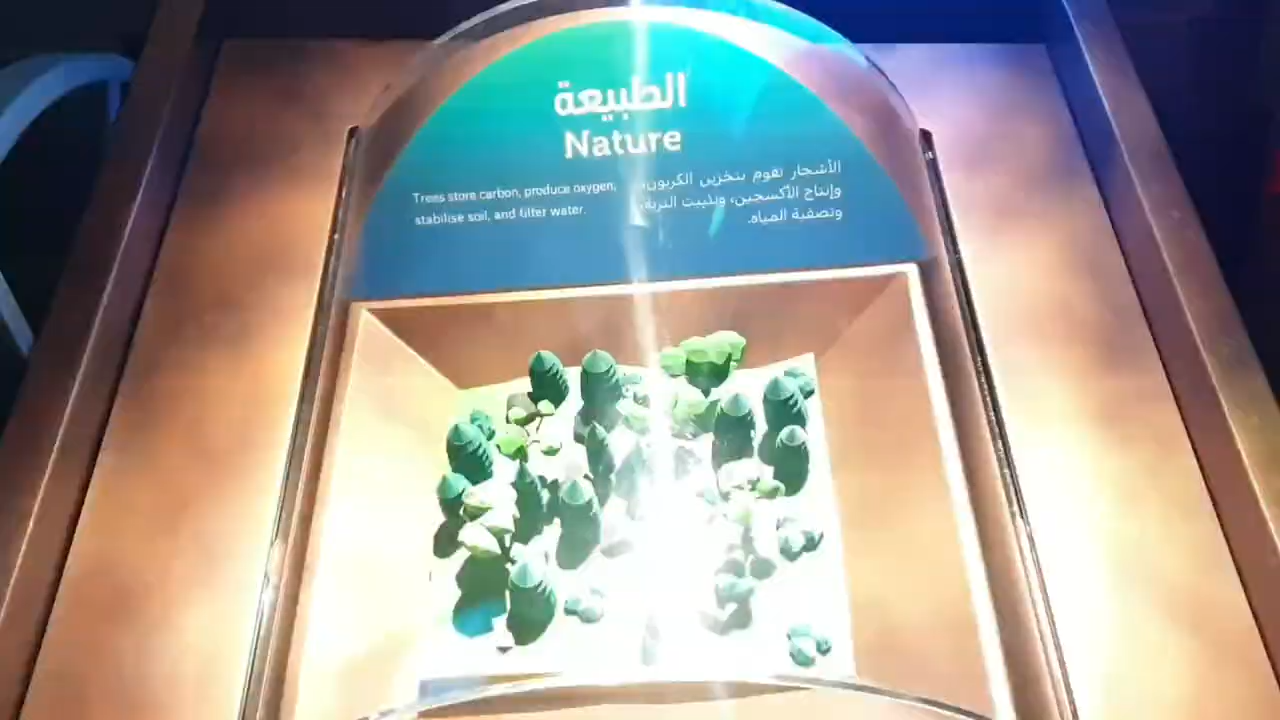 الطبيعة
Nature
Trees store carbon, produce oxygen,
stabilise soil, and filter water.
الأشجار تقوم بتخزين الكربون،
وإنتاج الأكسجين، وتثبيت التربة،
وتصفية المياه.